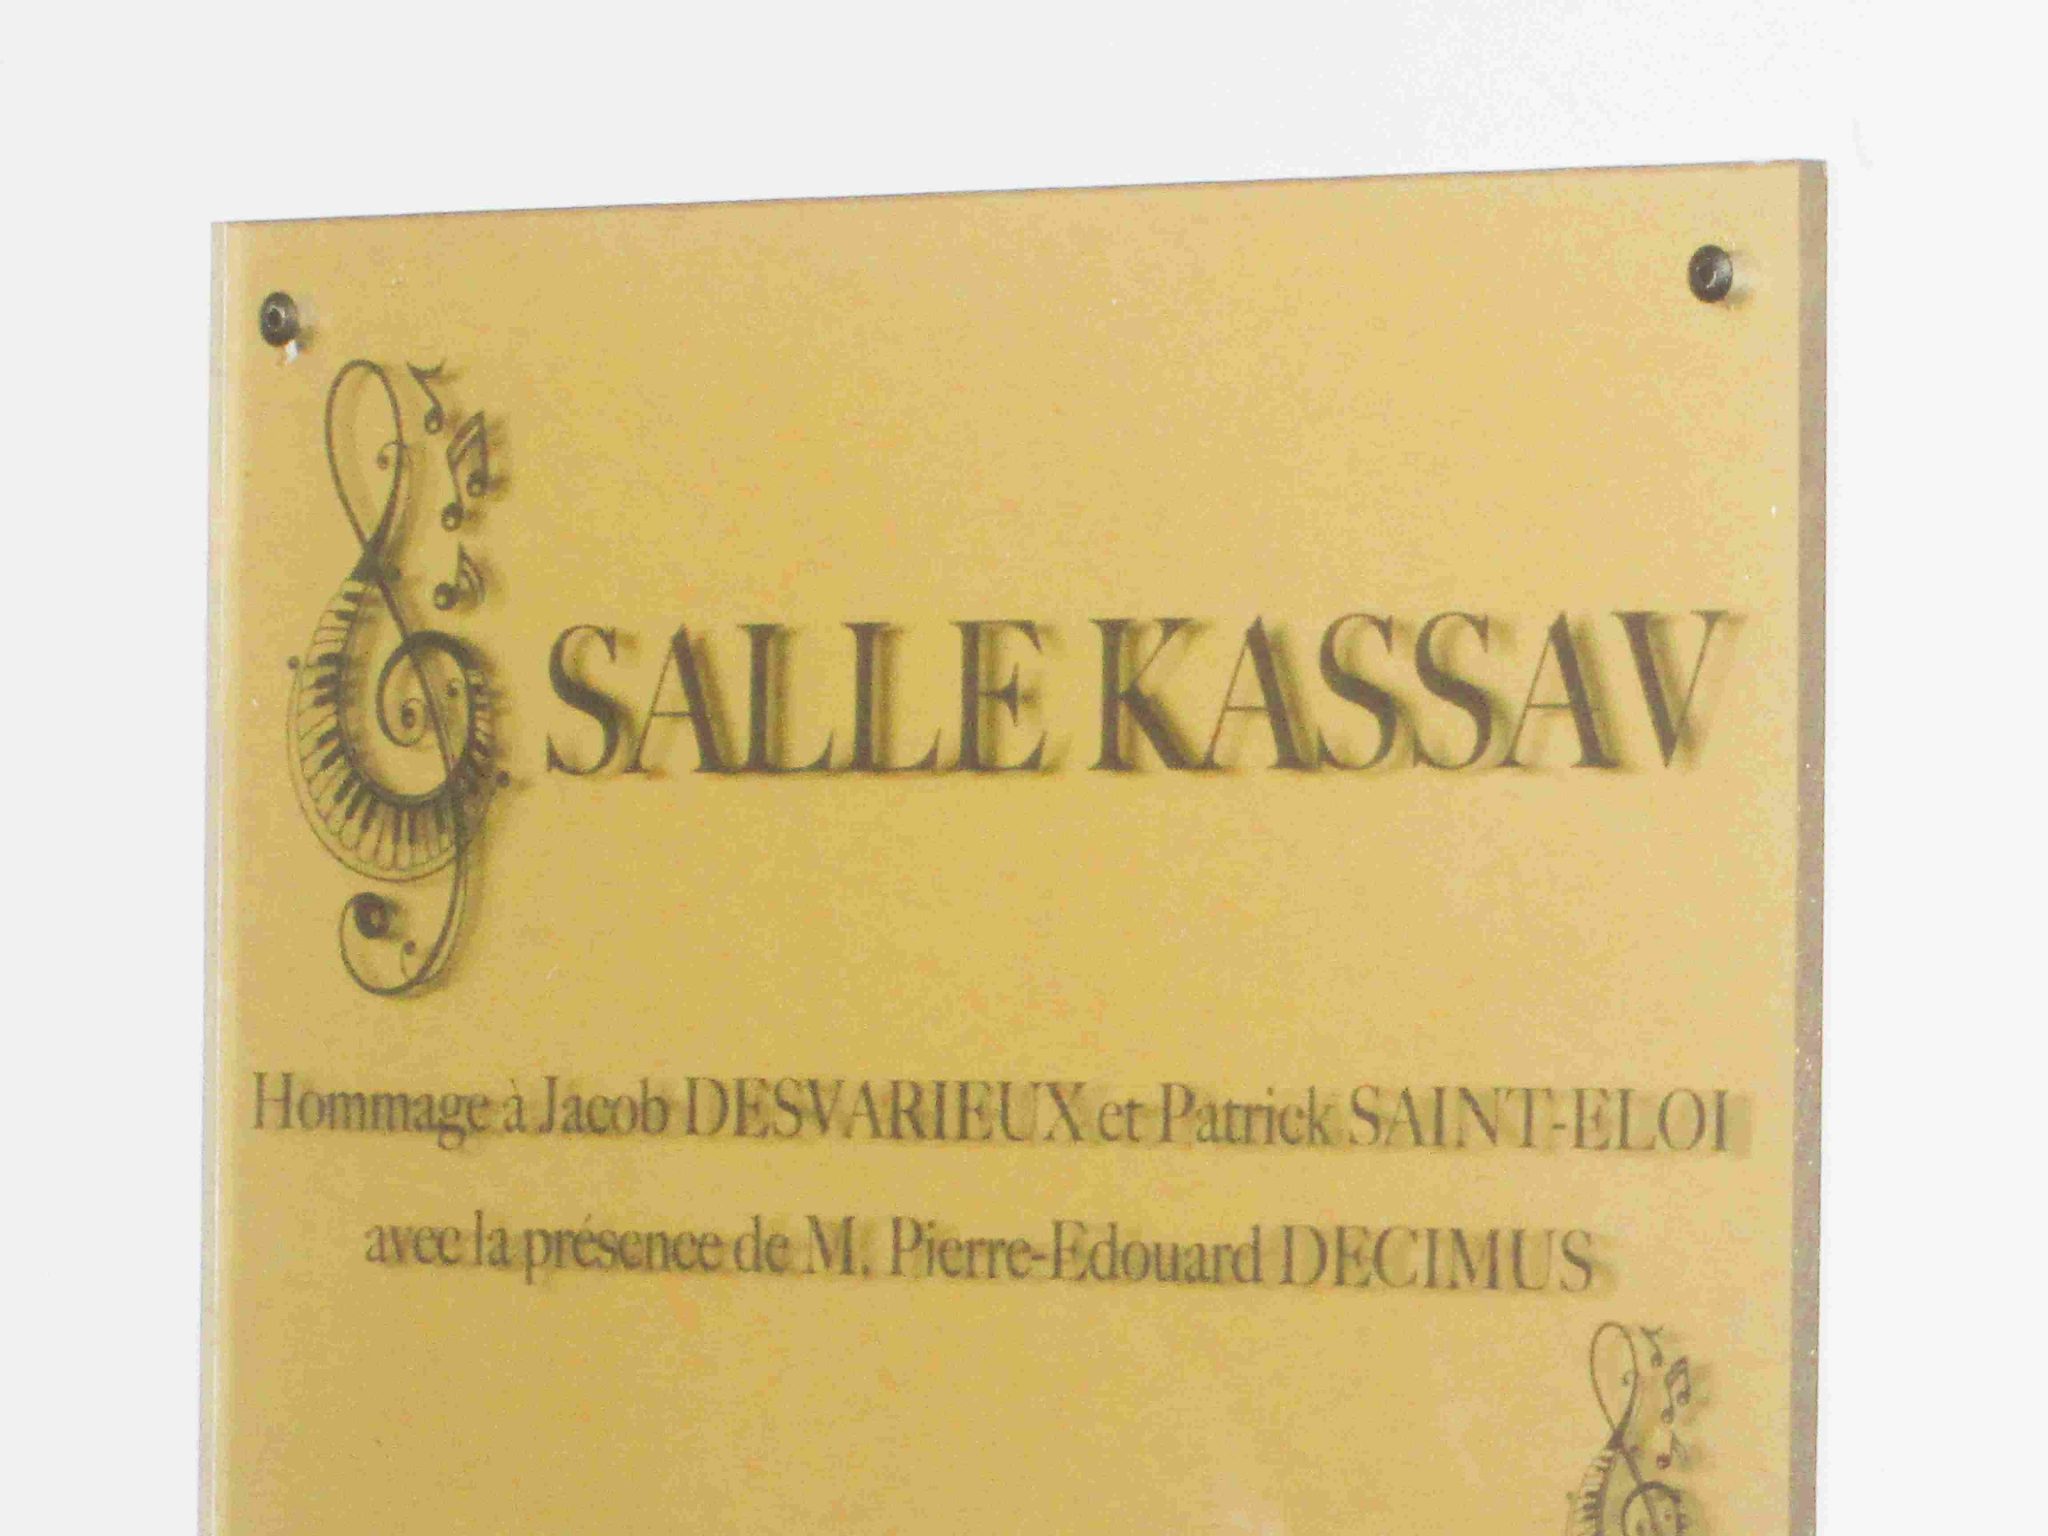 SALLE KASSAV
Hommage à Jacob DESVARIEUX et Patrick SAINT-ELOI
avec la présence de M. Pierre-Edouard DECIMUS